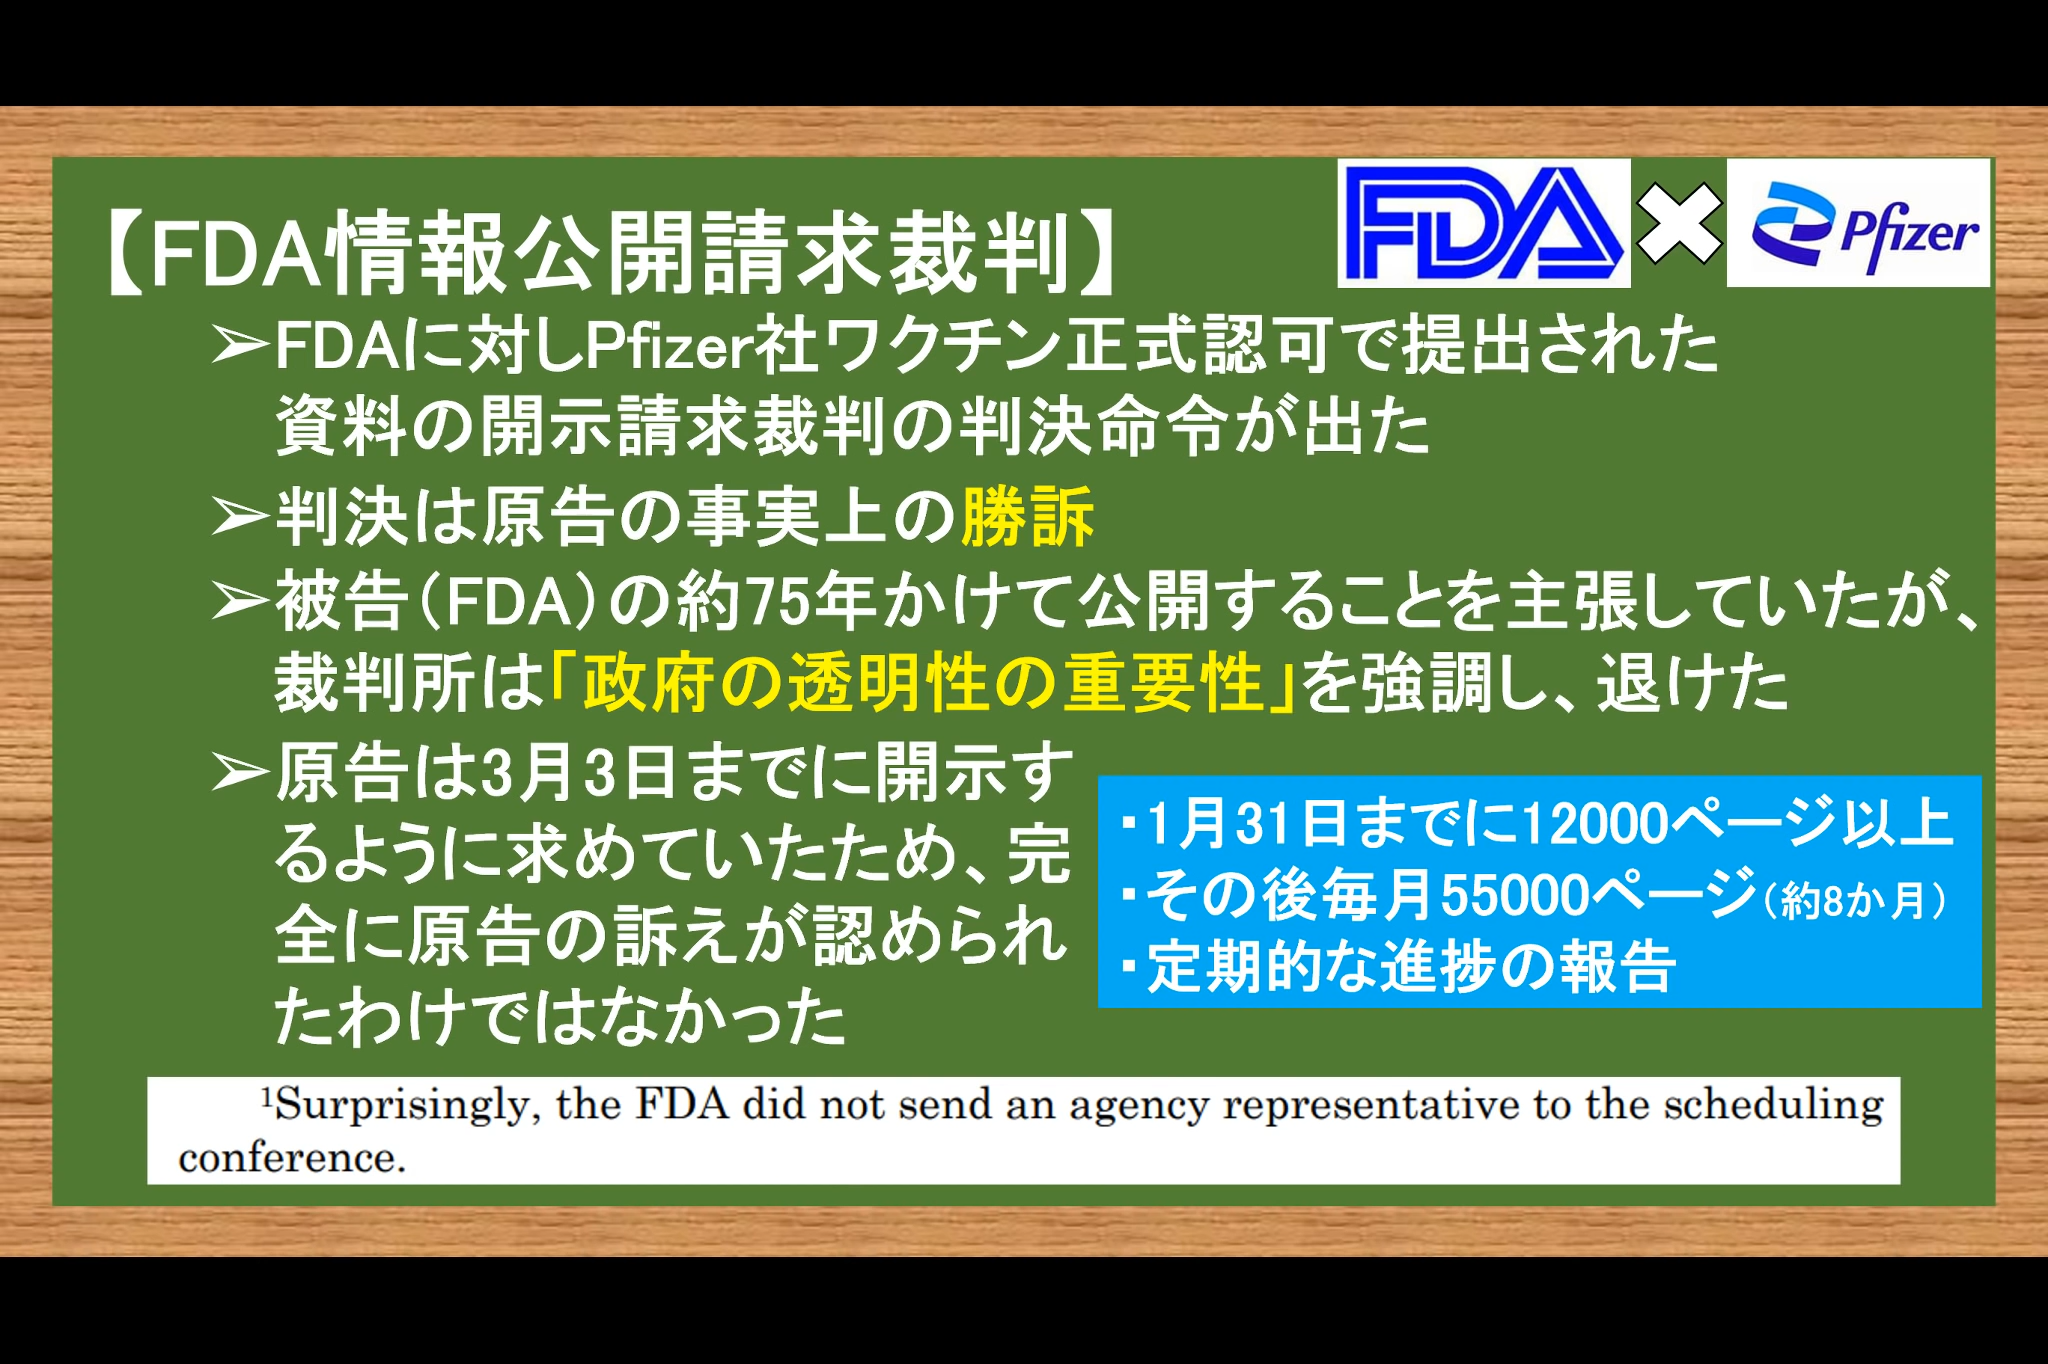 【FDA情報公開請求裁判】
FDA
Pfizer
➢FDAに対しPfizer社ワクチン正式認可で提出された
資料の開示請求裁判の判決命令が出た
➢判決は原告の事実上の勝訴
➢被告（FDA）の約75年かけて公開することを主張していたが、
裁判所は「政府の透明性の重要性」を強調し、退けた
➢原告は3月3日までに開示す
るように求めていたため、完
全に原告の訴えが認められ
たわけではなかった
・1月31日までに12000ページ以上
・その後毎月55000ページ（約8か月）
・定期的な進捗の報告
¹Surprisingly, the FDA did not send an agency representative to the scheduling
conference.